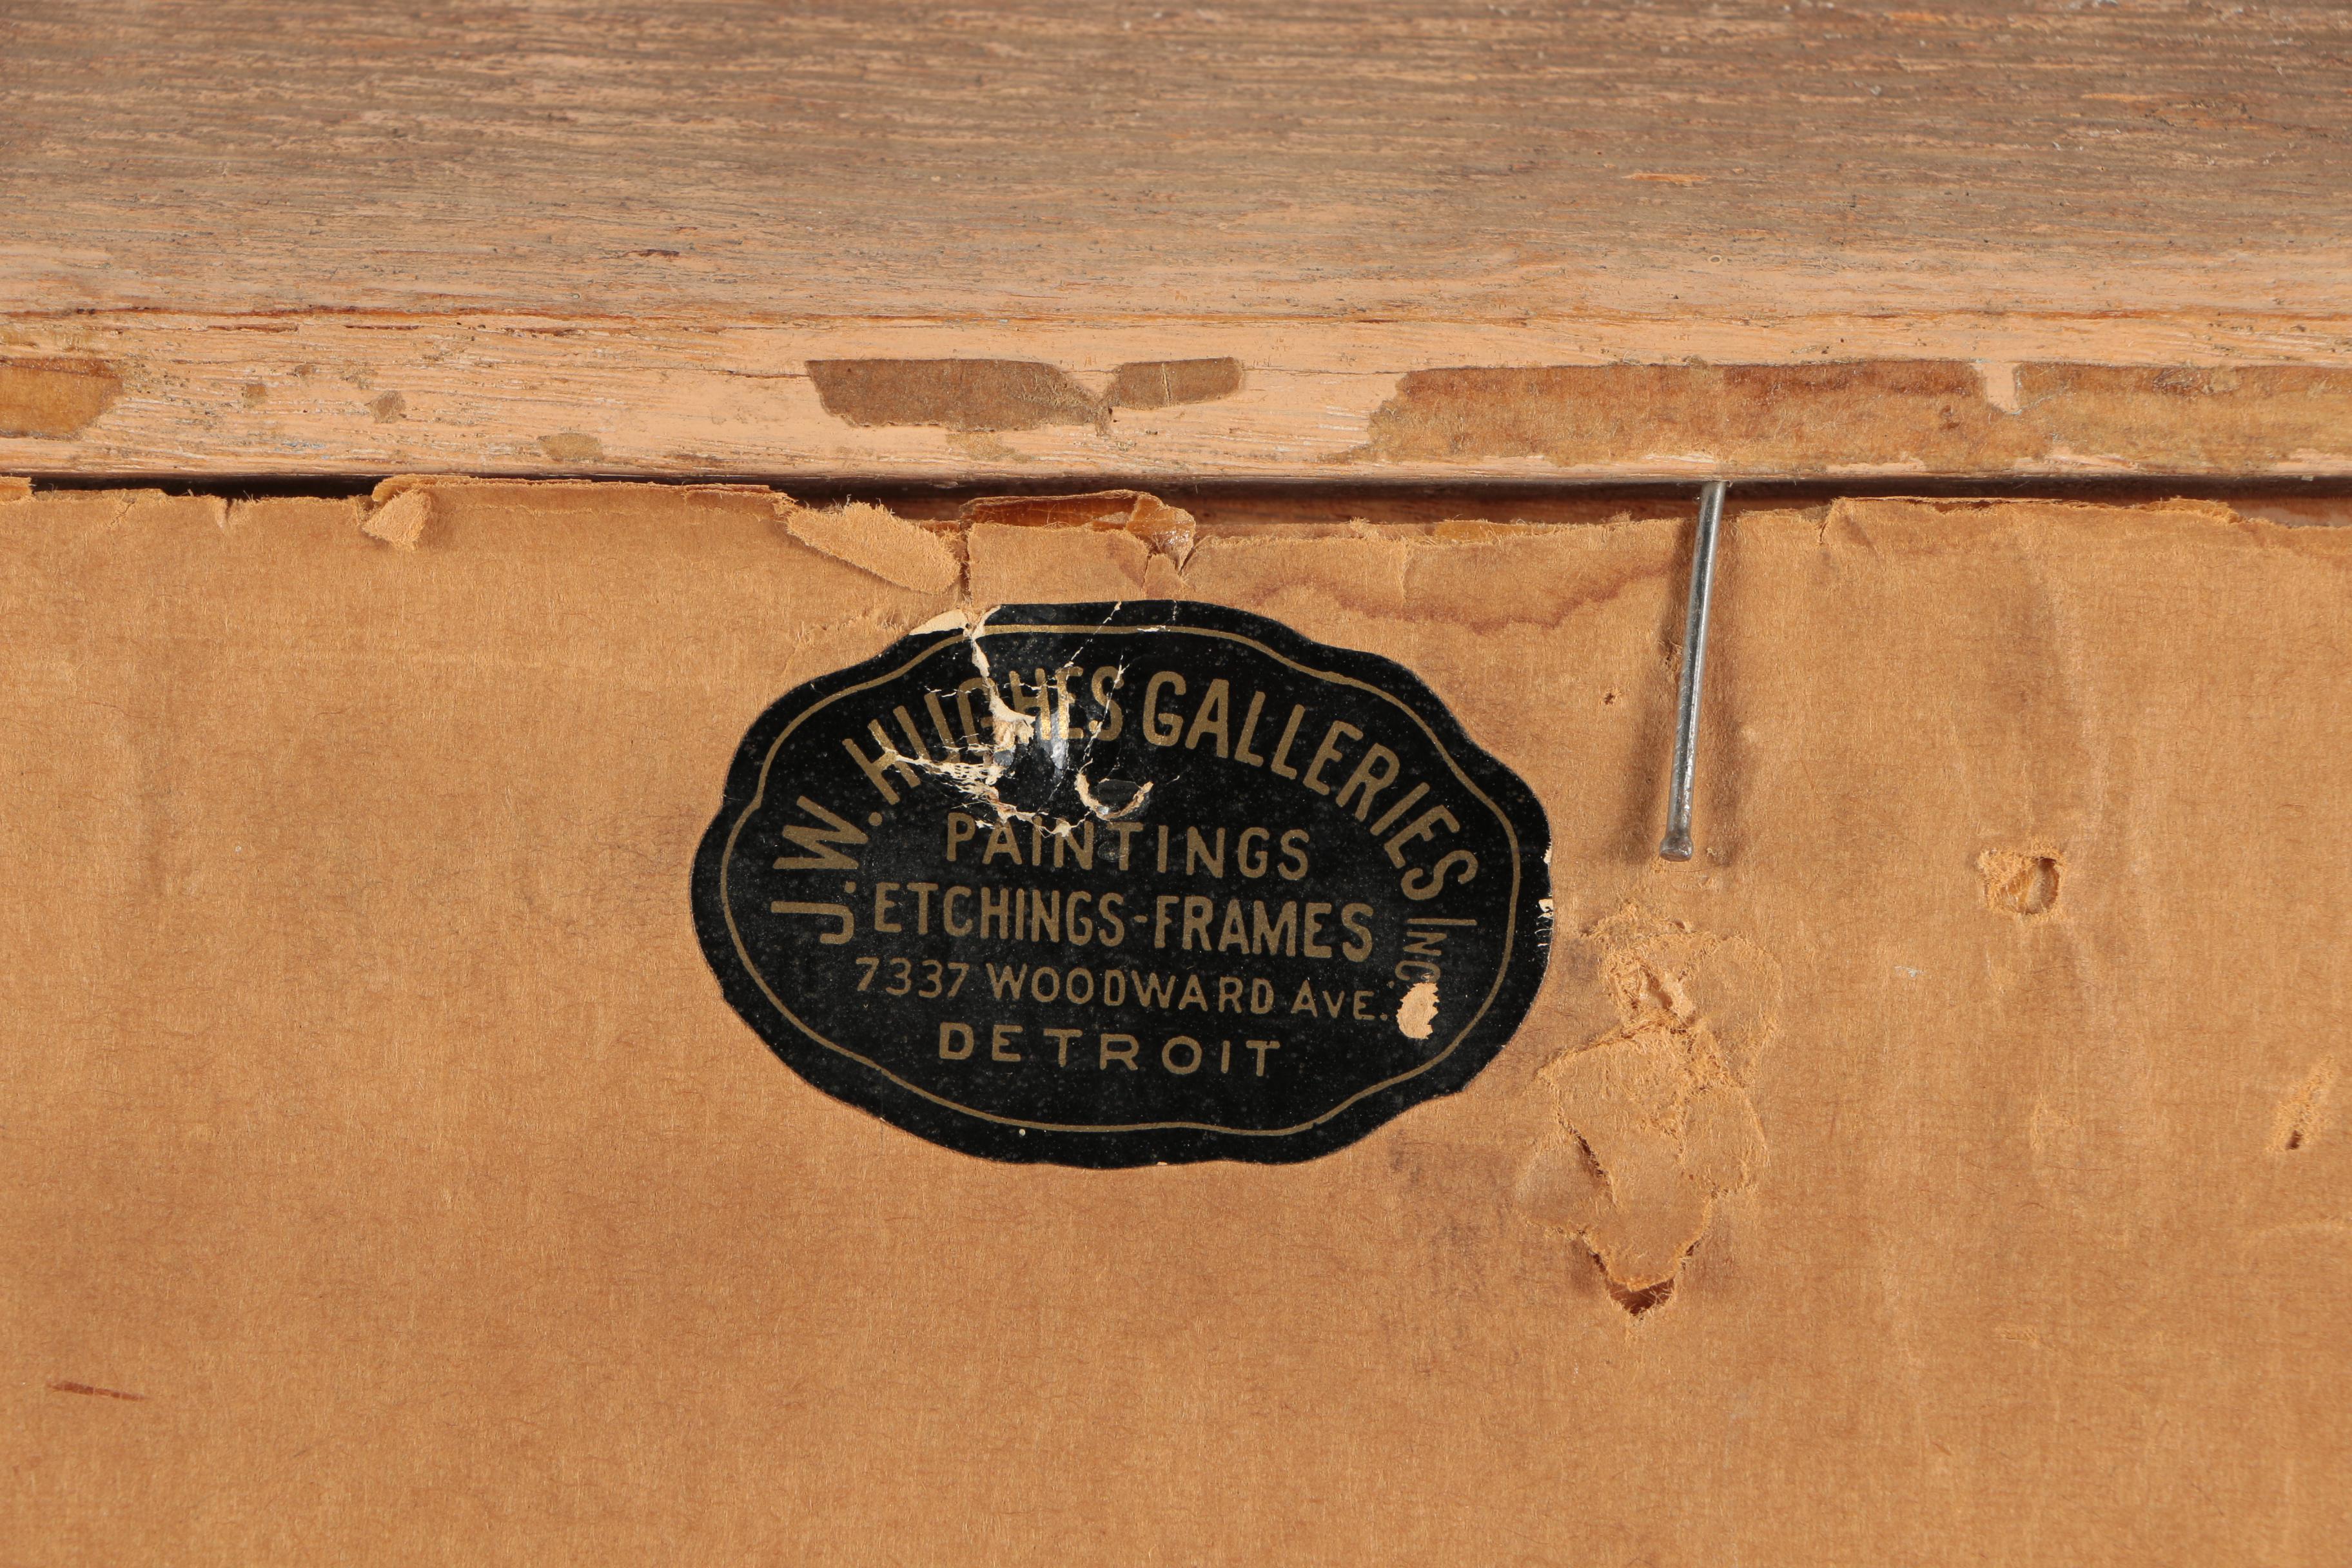 J.W. HUGHES GALLERIES INC.
PAINTINGS
ETCHINGS-FRAMES
7337 WOODWARD AVE.
DETROIT